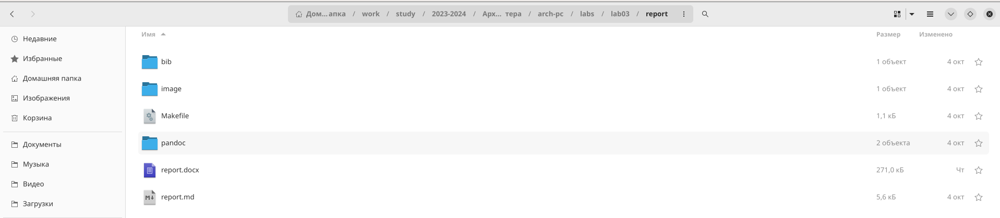 Дом...апка / work / study / 2023-2024 / Арх... тера / arch-pc / labs / lab03 / report
Имя Размер Изменено
Недавние
Избранные
Домашняя папка
Изображения
Корзина
Документы
Музыка
Видео
Загрузки
bib 1 объект 4 окт
image 1 объект 4 окт
Makefile 1,1 кБ 4 окт
pandoc 2 объекта 4 окт
report.docx 271,0 кБ Чт
M report.md 5,6 кБ 4 окт